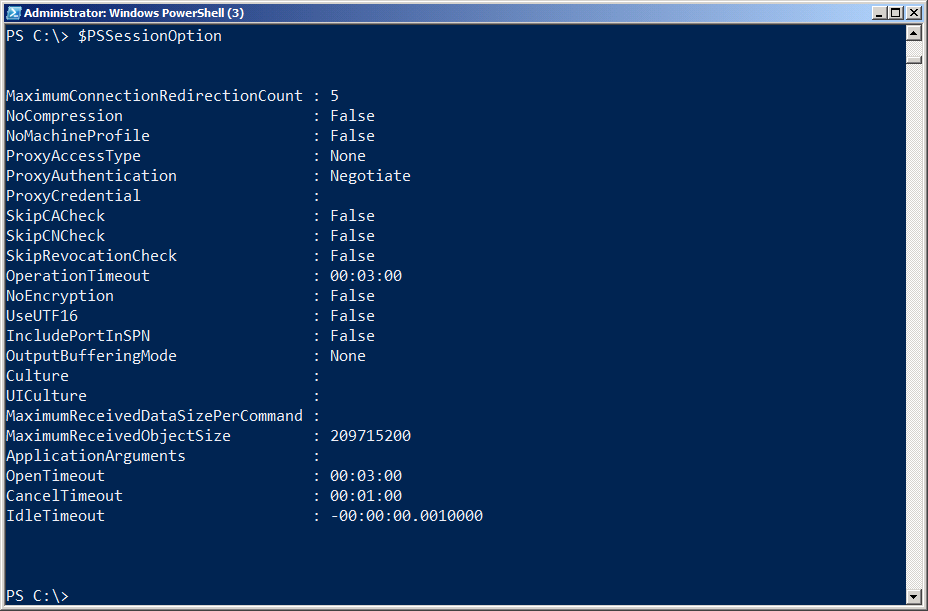 Administrator: Windows PowerShell (3)
PS C:\> $PSSessionOption
MaximumConnectionRedirectionCount : 5
NoCompression                     : False
NoMachineProfile                  : False
ProxyAccessType                   : None
ProxyAuthentication               : Negotiate
ProxyCredential                   :
SkipCACheck                       : False
SkipCNCheck                       : False
SkipRevocationCheck               : False
OperationTimeout                  : 00:03:00
NoEncryption                      : False
UseUTF16                          : False
IncludePortInSPN                  : False
OutputBufferingMode               : None
Culture                           :
UICulture                         :
MaximumReceivedDataSizePerCommand :
MaximumReceivedObjectSize         : 209715200
ApplicationArguments              :
OpenTimeout                       : 00:03:00
CancelTimeout                     : 00:01:00
IdleTimeout                       : -00:00:00.0010000
PS C:\>